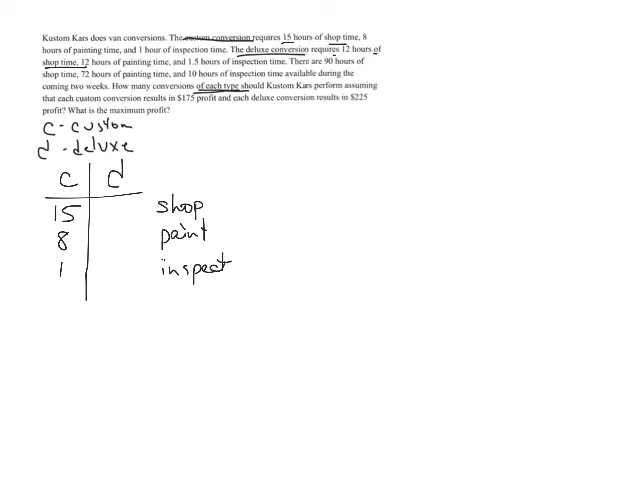 Kustom Kars does van conversions. The custom conversion requires 15 hours of shop time, 8
hours of painting time, and 1 hour of inspection time. The deluxe conversion requires 12 hours of
shop time, 12 hours of painting time, and 1.5 hours of inspection time. There are 90 hours of
shop time, 72 hours of painting time, and 10 hours of inspection time available during the
coming two weeks. How many conversions of each type should Kustom Kars perform assuming
that each custom conversion results in $175 profit and each deluxe conversion results in $225
profit? What is the maximum profit?
c - custom
d - deluxe
c d
15 shop
8 paint
1 inspect